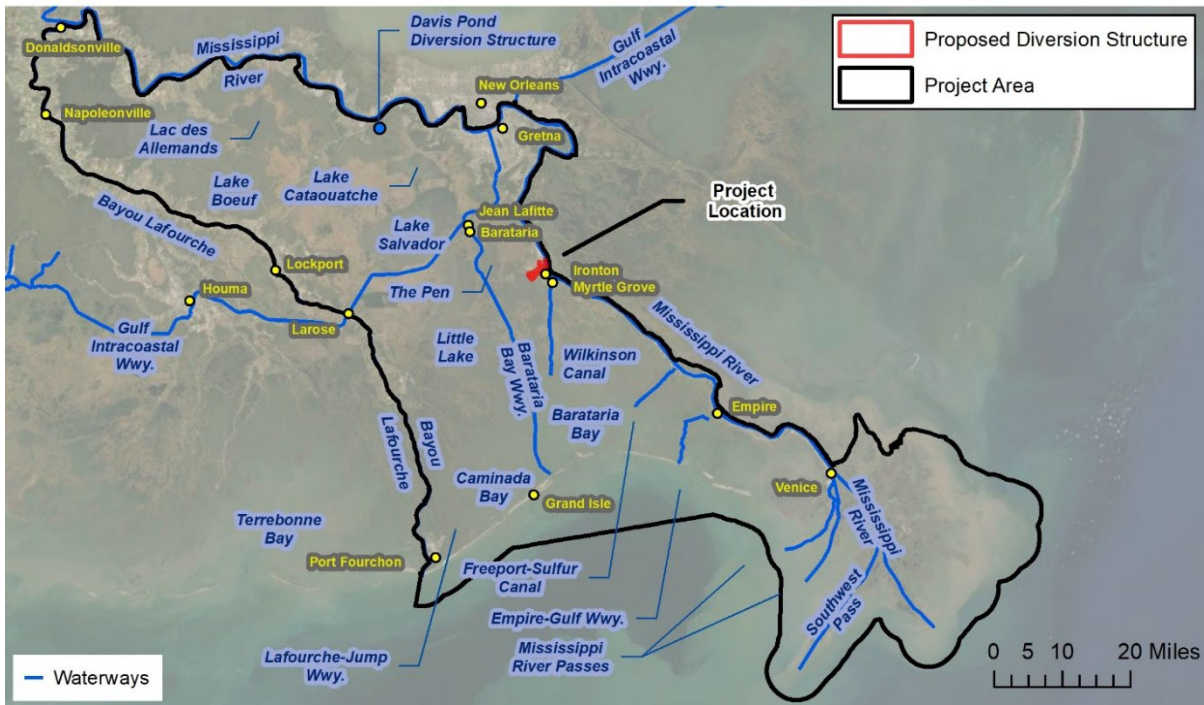 Donaldsonville
Mississippi
River
Davis Pond
Diversion Structure
Gulf
Intracoastal
Wwy.
Proposed Diversion Structure
Project Area
New Orleans
Napoleonville
Lac des
Allemands
Gretna
Lake
Boeuf
Lake
Cataouatche
Project
Location
Bayou Lafourche
Jean Lafitte
Barataria
Lake
Salvador
Lockport
Ironton
Myrtle Grove
Houma
The Pen
Larose
Gulf
Intracoastal
Wwy.
Little
Lake
Barataria
Bay Wwy.
Wilkinson
Canal
Mississippi River
Barataria
Bay
Empire
Bayou
Lafourche
Caminada
Bay
Grand Isle
Venice
Mississippi
River
Terrebonne
Bay
Port Fourchon
Freeport-Sulfur
Canal
Empire-Gulf Wwy.
Southwest
Pass
Mississippi
River Passes
Lafourche-Jump
Wwy.
0 5 10 20 Miles
Waterways